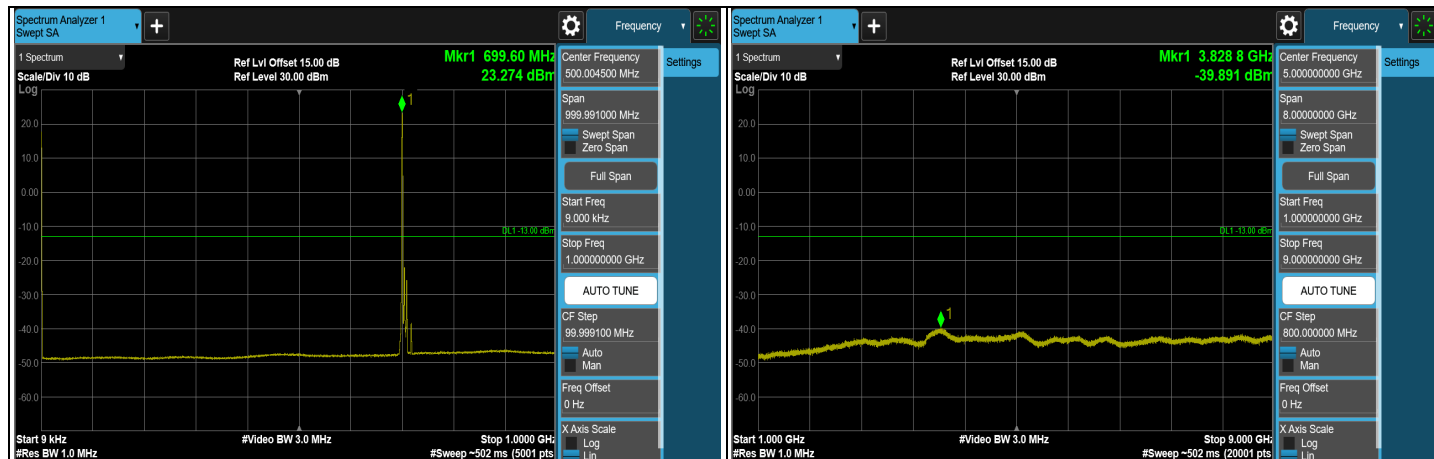 Spectrum Analyzer 1
Swept SA
+
Frequency
1 Spectrum
Scale/Div 10 dB
Ref Lvl Offset 15.00 dB
Ref Level 30.00 dBm
Mkr1 699.60 MHz
23.274 dBm
Log
1
20.0
10.0
0.00
-10.0
-20.0
-30.0
-40.0
-50.0
-60.0
DL1 -13.00 dBm
Start 9 kHz
#Res BW 1.0 MHz
#Video BW 3.0 MHz
Stop 1.0000 GHz
#Sweep ~502 ms (5001 pts
Center Frequency
500.004500 MHz
Settings
Span
999.991000 MHz
Swept Span
Zero Span
Full Span
Start Freq
9.000 kHz
Stop Freq
1.000000000 GHz
AUTO TUNE
CF Step
99.999100 MHz
Auto
Man
Freq Offset
0 Hz
X Axis Scale
Log
Lin
Spectrum Analyzer 1
Swept SA
+
Frequency
1 Spectrum
Scale/Div 10 dB
Ref Lvl Offset 15.00 dB
Ref Level 30.00 dBm
Mkr1 3.828 8 GHz
-39.891 dBm
Log
1
20.0
10.0
0.00
-10.0
-20.0
-30.0
-40.0
-50.0
-60.0
DL1 -13.00 dBm
Start 1.000 GHz
#Res BW 1.0 MHz
#Video BW 3.0 MHz
Stop 9.000 GHz
#Sweep ~502 ms (20001 pts
Center Frequency
5.000000000 GHz
Settings
Span
8.00000000 GHz
Swept Span
Zero Span
Full Span
Start Freq
1.000000000 GHz
Stop Freq
9.000000000 GHz
AUTO TUNE
CF Step
800.000000 MHz
Auto
Man
Freq Offset
0 Hz
X Axis Scale
Log
Lin